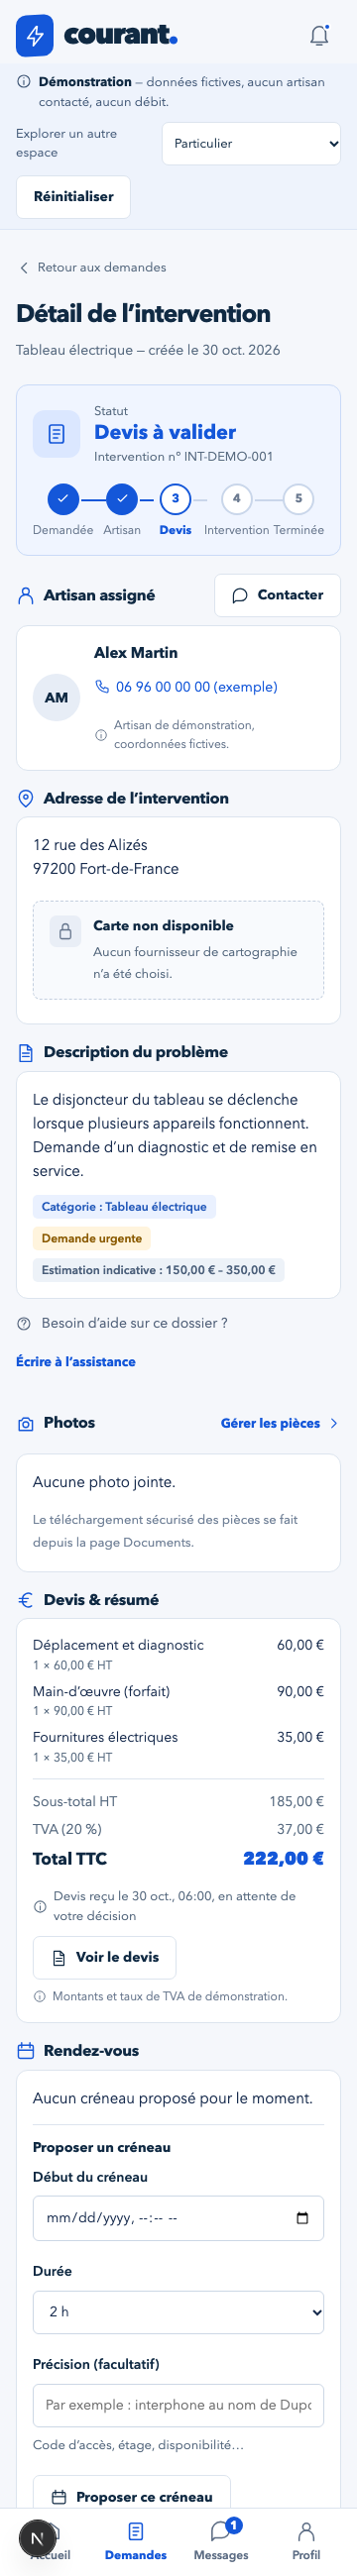 courant.
Démonstration – données fictives, aucun artisan
contacté, aucun débit.
Explorer un autre
espace
Particulier
Réinitialiser
Retour aux demandes
Détail de l’intervention
Tableau électrique – créée le 30 oct. 2026
Statut
Devis à valider
Intervention n° INT-DEMO-001
3 4 5
Demandée Artisan Devis Intervention Terminée
Artisan assigné
Contacter
Alex Martin
AM
06 96 00 00 00 (exemple)
Artisan de démonstration,
coordonnées fictives.
Adresse de l’intervention
12 rue des Alizés
97200 Fort-de-France
Carte non disponible
Aucun fournisseur de cartographie
n’a été choisi.
Description du problème
Le disjoncteur du tableau se déclenche
lorsque plusieurs appareils fonctionnent.
Demande d’un diagnostic et de remise en
service.
Catégorie : Tableau électrique
Demande urgente
Estimation indicative : 150,00 € – 350,00 €
Besoin d’aide sur ce dossier ?
Écrire à l’assistance
Photos
Gérer les pièces
Aucune photo jointe.
Le téléchargement sécurisé des pièces se fait
depuis la page Documents.
Devis & résumé
Déplacement et diagnostic 60,00 €
1 × 60,00 € HT
Main-d’œuvre (forfait) 90,00 €
1 × 90,00 € HT
Fournitures électriques 35,00 €
1 × 35,00 € HT
Sous-total HT 185,00 €
TVA (20 %) 37,00 €
Total TTC 222,00 €
Devis reçu le 30 oct., 06:00, en attente de
votre décision
Voir le devis
Montants et taux de TVA de démonstration.
Rendez-vous
Aucun créneau proposé pour le moment.
Proposer un créneau
Début du créneau
mm/dd/yyyy, --:-- --
Durée
2 h
Précision (facultatif)
Par exemple : interphone au nom de Dupo
Code d’accès, étage, disponibilité…
Proposer ce créneau
N
1
Accueil Demandes Messages Profil